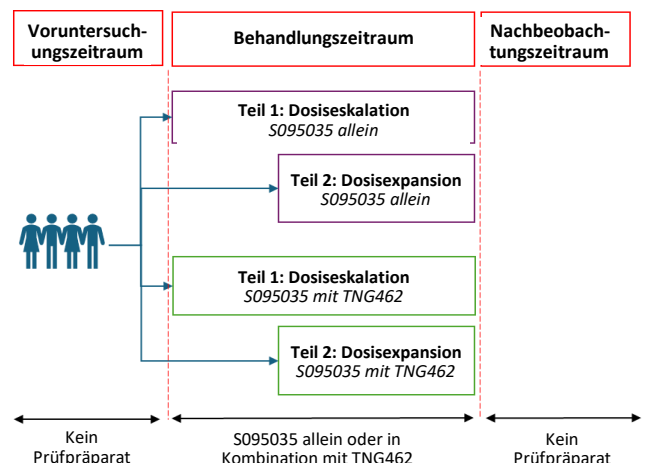 Voruntersuch-
ungszeitraum
Behandlungszeitraum
Nachbeobach-
tungszeitraum
Teil 1: Dosiseskalation
S095035 allein
Teil 2: Dosisexpansion
S095035 allein
Teil 1: Dosiseskalation
S095035 mit TNG462
Teil 2: Dosisexpansion
S095035 mit TNG462
Kein
Prüfpräparat
S095035 allein oder in
Kombination mit TNG462
Kein
Prüfpräparat